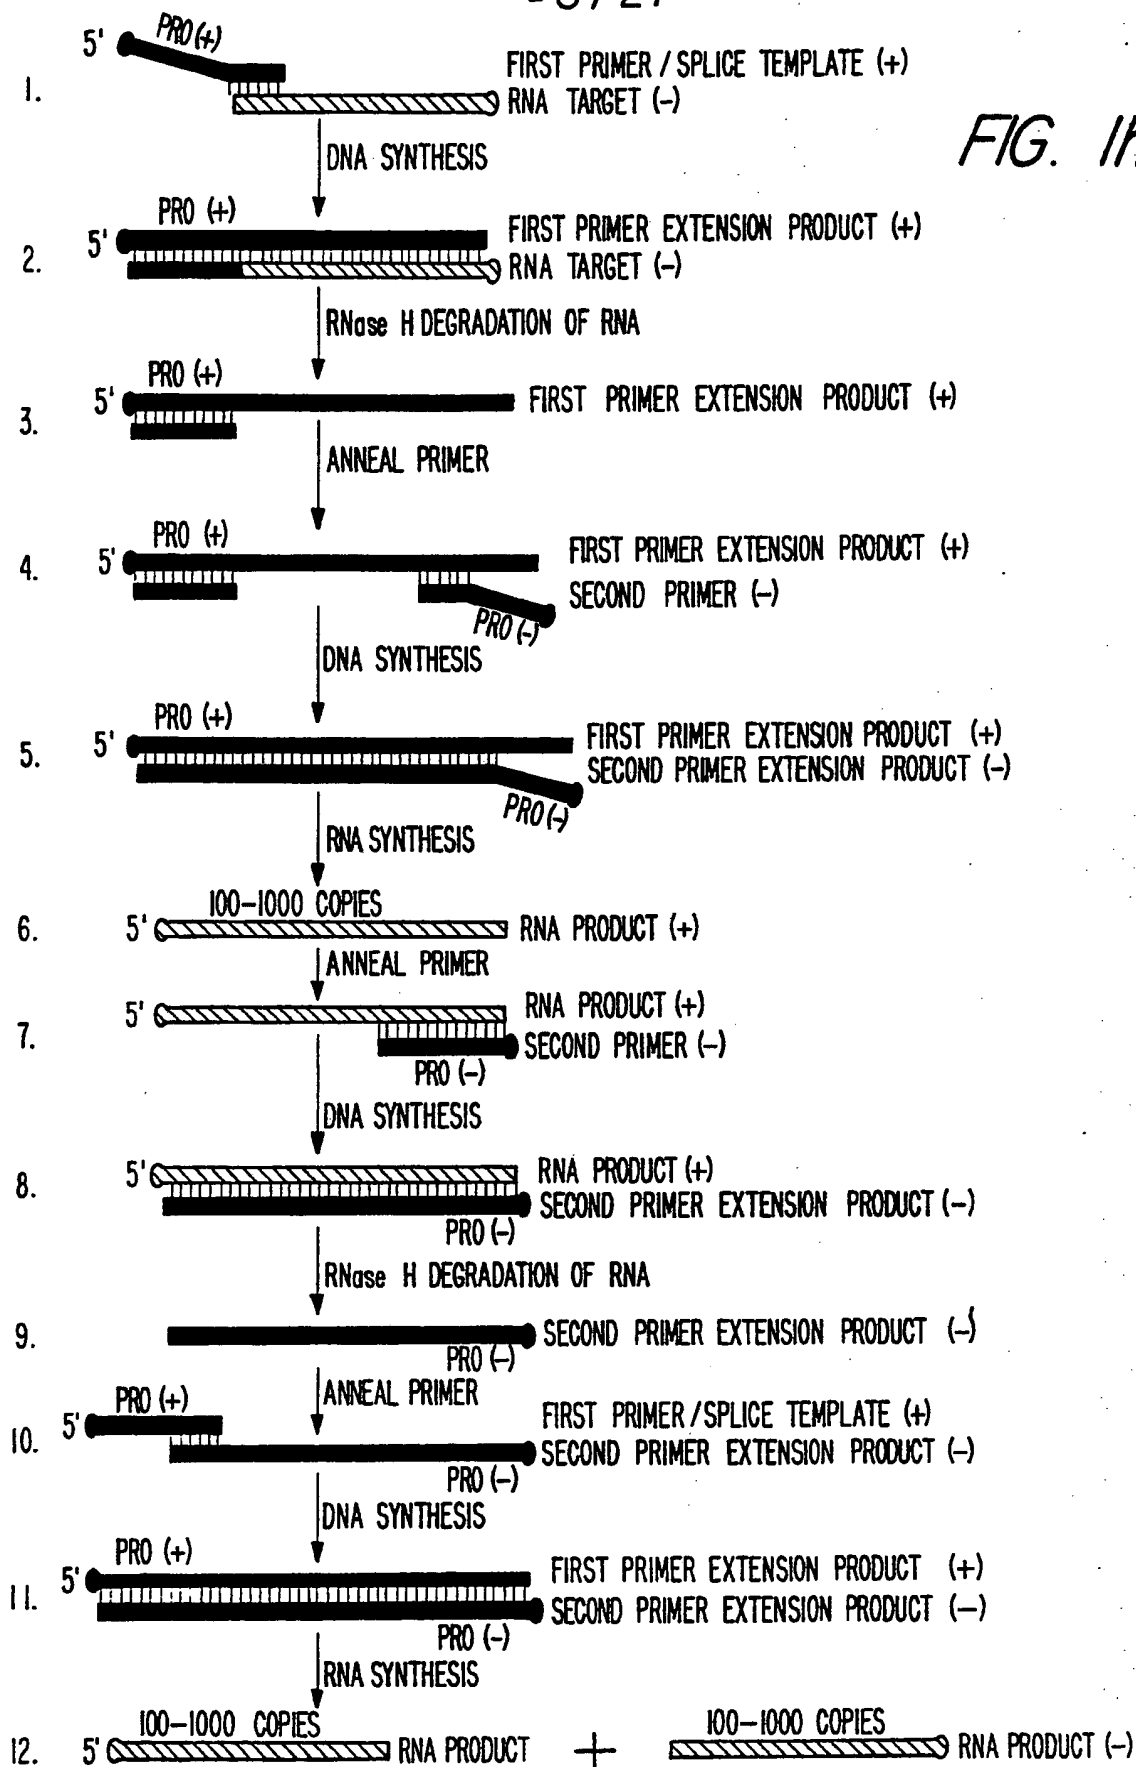 5' PRO (+)
1. FIRST PRIMER / SPLICE TEMPLATE (+)
RNA TARGET (-)
FIG.
DNA SYNTHESIS
PRO (+)
2. 5' FIRST PRIMER EXTENSION PRODUCT (+)
RNA TARGET (-)
RNase H DEGRADATION OF RNA
PRO (+)
3. 5' FIRST PRIMER EXTENSION PRODUCT (+)
ANNEAL PRIMER
PRO (+)
4. 5' FIRST PRIMER EXTENSION PRODUCT (+)
SECOND PRIMER (-)
PRO (-)
DNA SYNTHESIS
PRO (+)
5. 5' FIRST PRIMER EXTENSION PRODUCT (+)
SECOND PRIMER EXTENSION PRODUCT (-)
PRO (-)
RNA SYNTHESIS
100-1000 COPIES
6. 5' RNA PRODUCT (+)
ANNEAL PRIMER
7. 5' RNA PRODUCT (+)
SECOND PRIMER (-)
PRO (-)
DNA SYNTHESIS
8. 5' RNA PRODUCT (+)
SECOND PRIMER EXTENSION PRODUCT (-)
PRO (-)
RNase H DEGRADATION OF RNA
9. SECOND PRIMER EXTENSION PRODUCT (-)
PRO (-)
ANNEAL PRIMER
PRO (+)
10. 5' FIRST PRIMER/SPLICE TEMPLATE (+)
SECOND PRIMER EXTENSION PRODUCT (-)
PRO (-)
DNA SYNTHESIS
PRO (+)
11. 5' FIRST PRIMER EXTENSION PRODUCT (+)
SECOND PRIMER EXTENSION PRODUCT (-)
PRO (-)
RNA SYNTHESIS
100-1000 COPIES 100-1000 COPIES
12. 5' RNA PRODUCT + RNA PRODUCT (-)